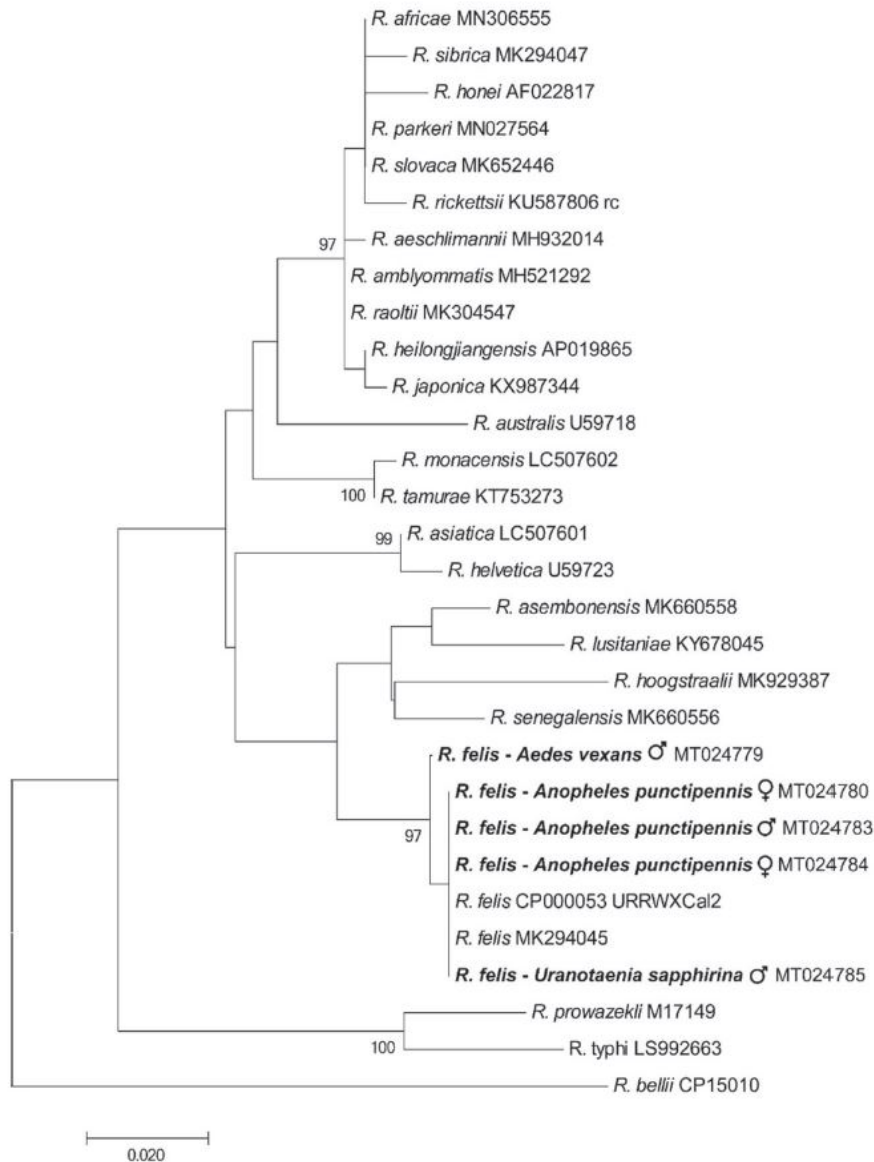 R. africae MN306555
R. sibrica MK294047
R. honei AF022817
R. parkeri MN027564
R. slovaca MK652446
R. rickettsii KU587806 rc
97
R. aeschlimannii MH932014
R. amblyommatis MH521292
R. raoltii MK304547
R. heilongjiangensis AP019865
R. japonica KX987344
R. australis U59718
R. monacensis LC507602
100
R. tamurae KT753273
99
R. asiatica LC507601
R. helvetica U59723
R. asembonensis MK660558
R. lusitaniae KY678045
R. hoogstraalii MK929387
R. senegalensis MK660556
R. felis - Aedes vexans ♂ MT024779
R. felis - Anopheles punctipennis ♀ MT024780
97
R. felis - Anopheles punctipennis ♂ MT024783
R. felis - Anopheles punctipennis ♀ MT024784
R. felis CP000053 URRWXCal2
R. felis MK294045
R. felis - Uranotaenia sapphirina ♂ MT024785
R. prowazekli M17149
100
R. typhi LS992663
R. bellii CP15010
0.020